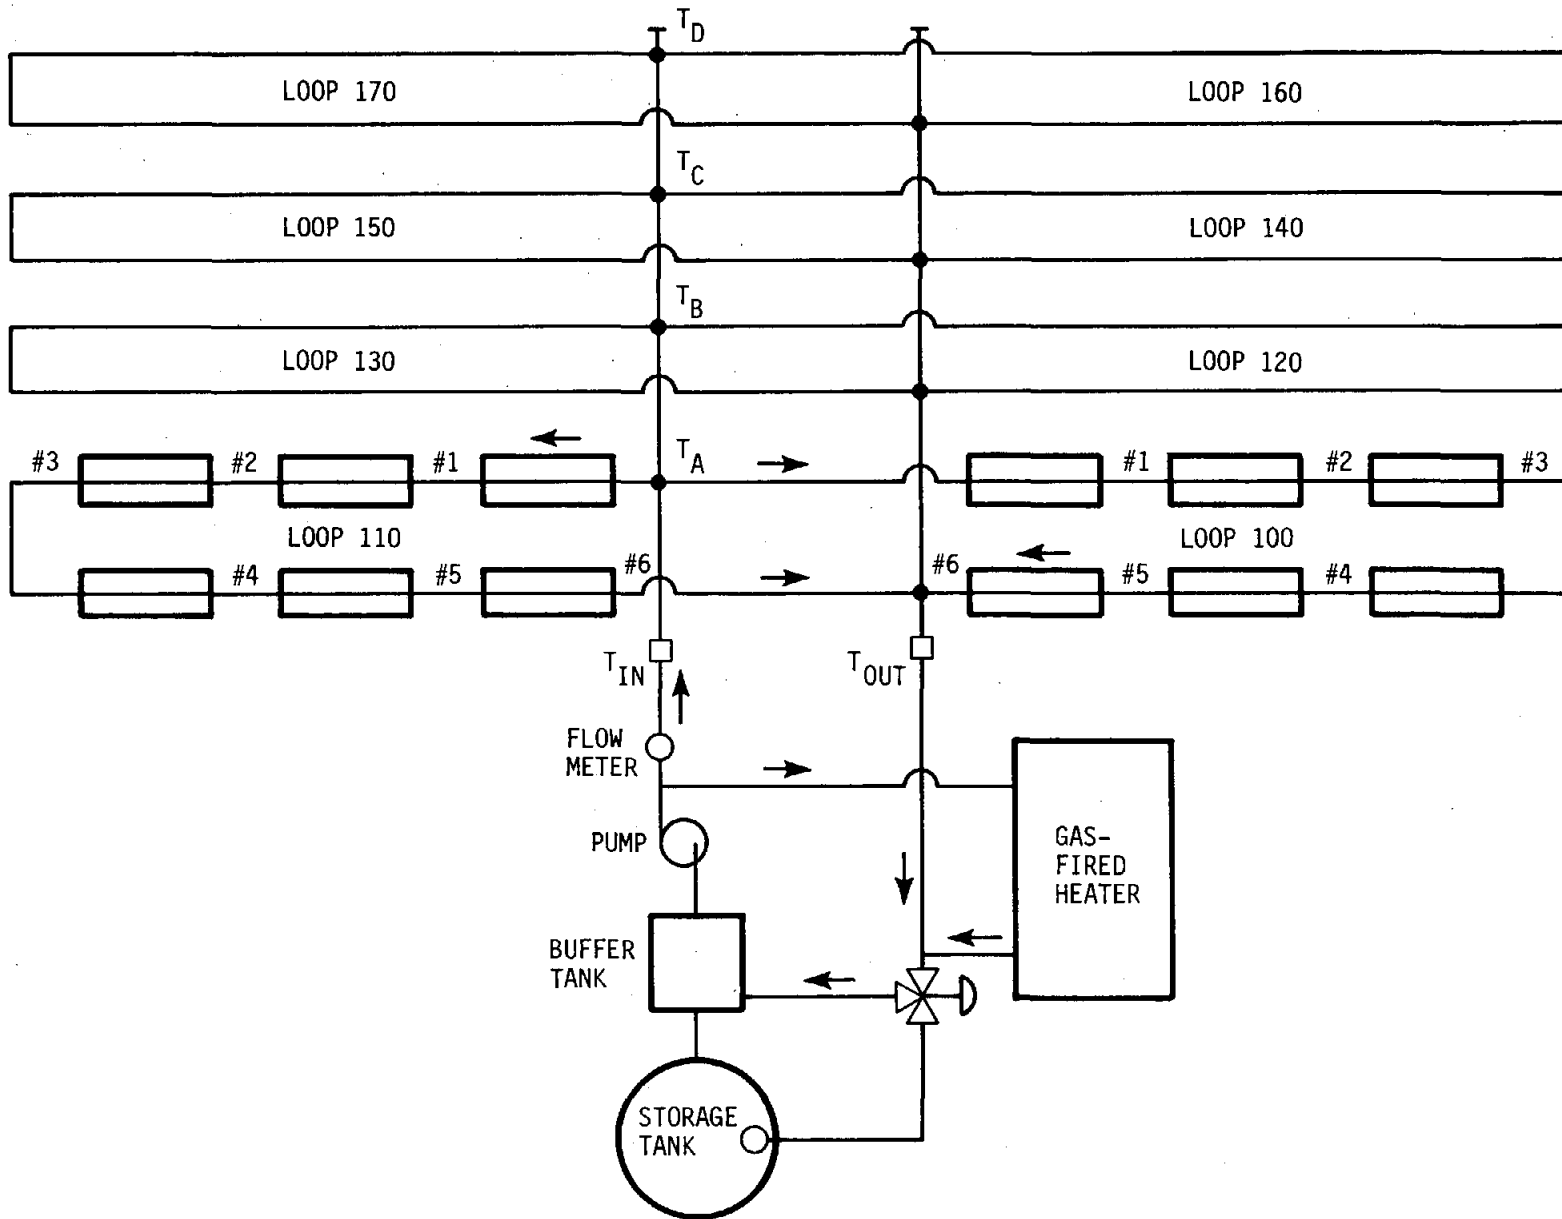 T_D
LOOP 170
LOOP 160
T_C
LOOP 150
LOOP 140
T_B
LOOP 130
LOOP 120
#3
#2
#1
T_A
#1
#2
#3
LOOP 110
LOOP 100
#4
#5
#6
#6
#5
#4
T_IN
T_OUT
FLOW
METER
PUMP
GAS-
FIRED
HEATER
BUFFER
TANK
STORAGE
TANK